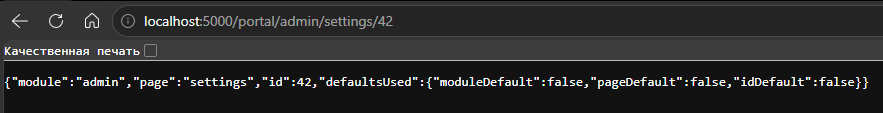 localhost:5000/portal/admin/settings/42
Качественная печать
{"module":"admin","page":"settings","id":42,"defaultsUsed":{"moduleDefault":false,"pageDefault":false,"idDefault":false}}